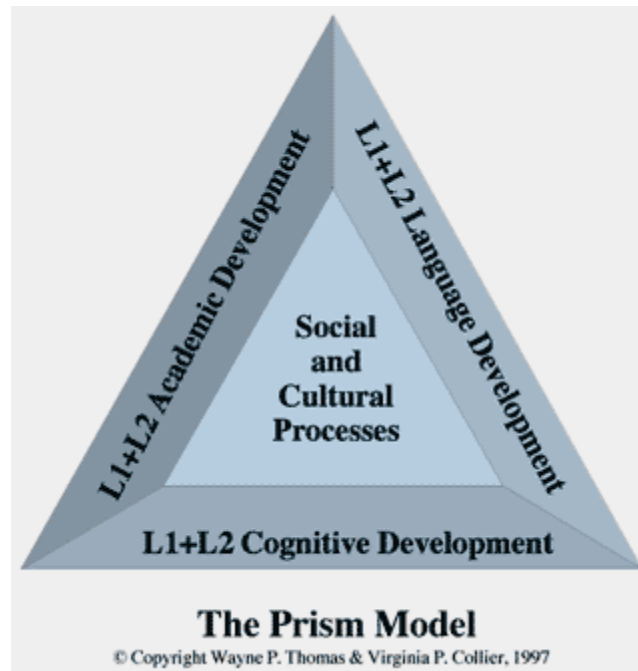 L1+L2 Academic Development
L1+L2 Language Development
Social
and
Cultural
Processes
L1+L2 Cognitive Development
The Prism Model
© Copyright Wayne P. Thomas & Virginia P. Collier, 1997